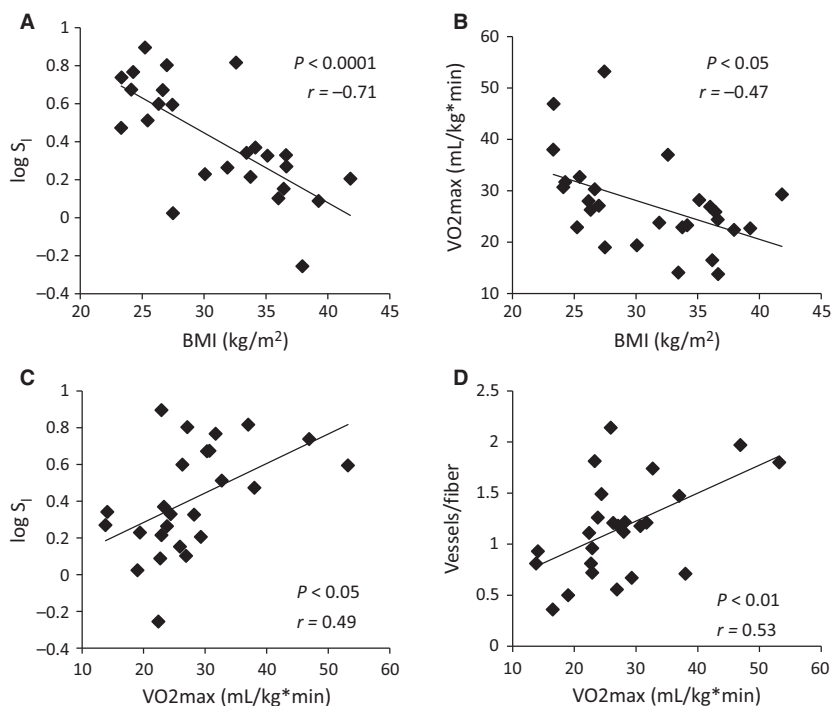 A
1
0.8
0.6
0.4
0.2
0
–0.2
–0.4
log S_I
P < 0.0001
r = –0.71
20 25 30 35 40 45
BMI (kg/m²)
B
60
50
40
30
20
10
VO2max (mL/kg*min)
P < 0.05
r = –0.47
20 25 30 35 40 45
BMI (kg/m²)
C
1
0.8
0.6
0.4
0.2
0
–0.2
–0.4
log S_I
P < 0.05
r = 0.49
10 20 30 40 50 60
VO2max (mL/kg*min)
D
2.5
2
1.5
1
0.5
0
Vessels/fiber
P < 0.01
r = 0.53
10 20 30 40 50 60
VO2max (mL/kg*min)